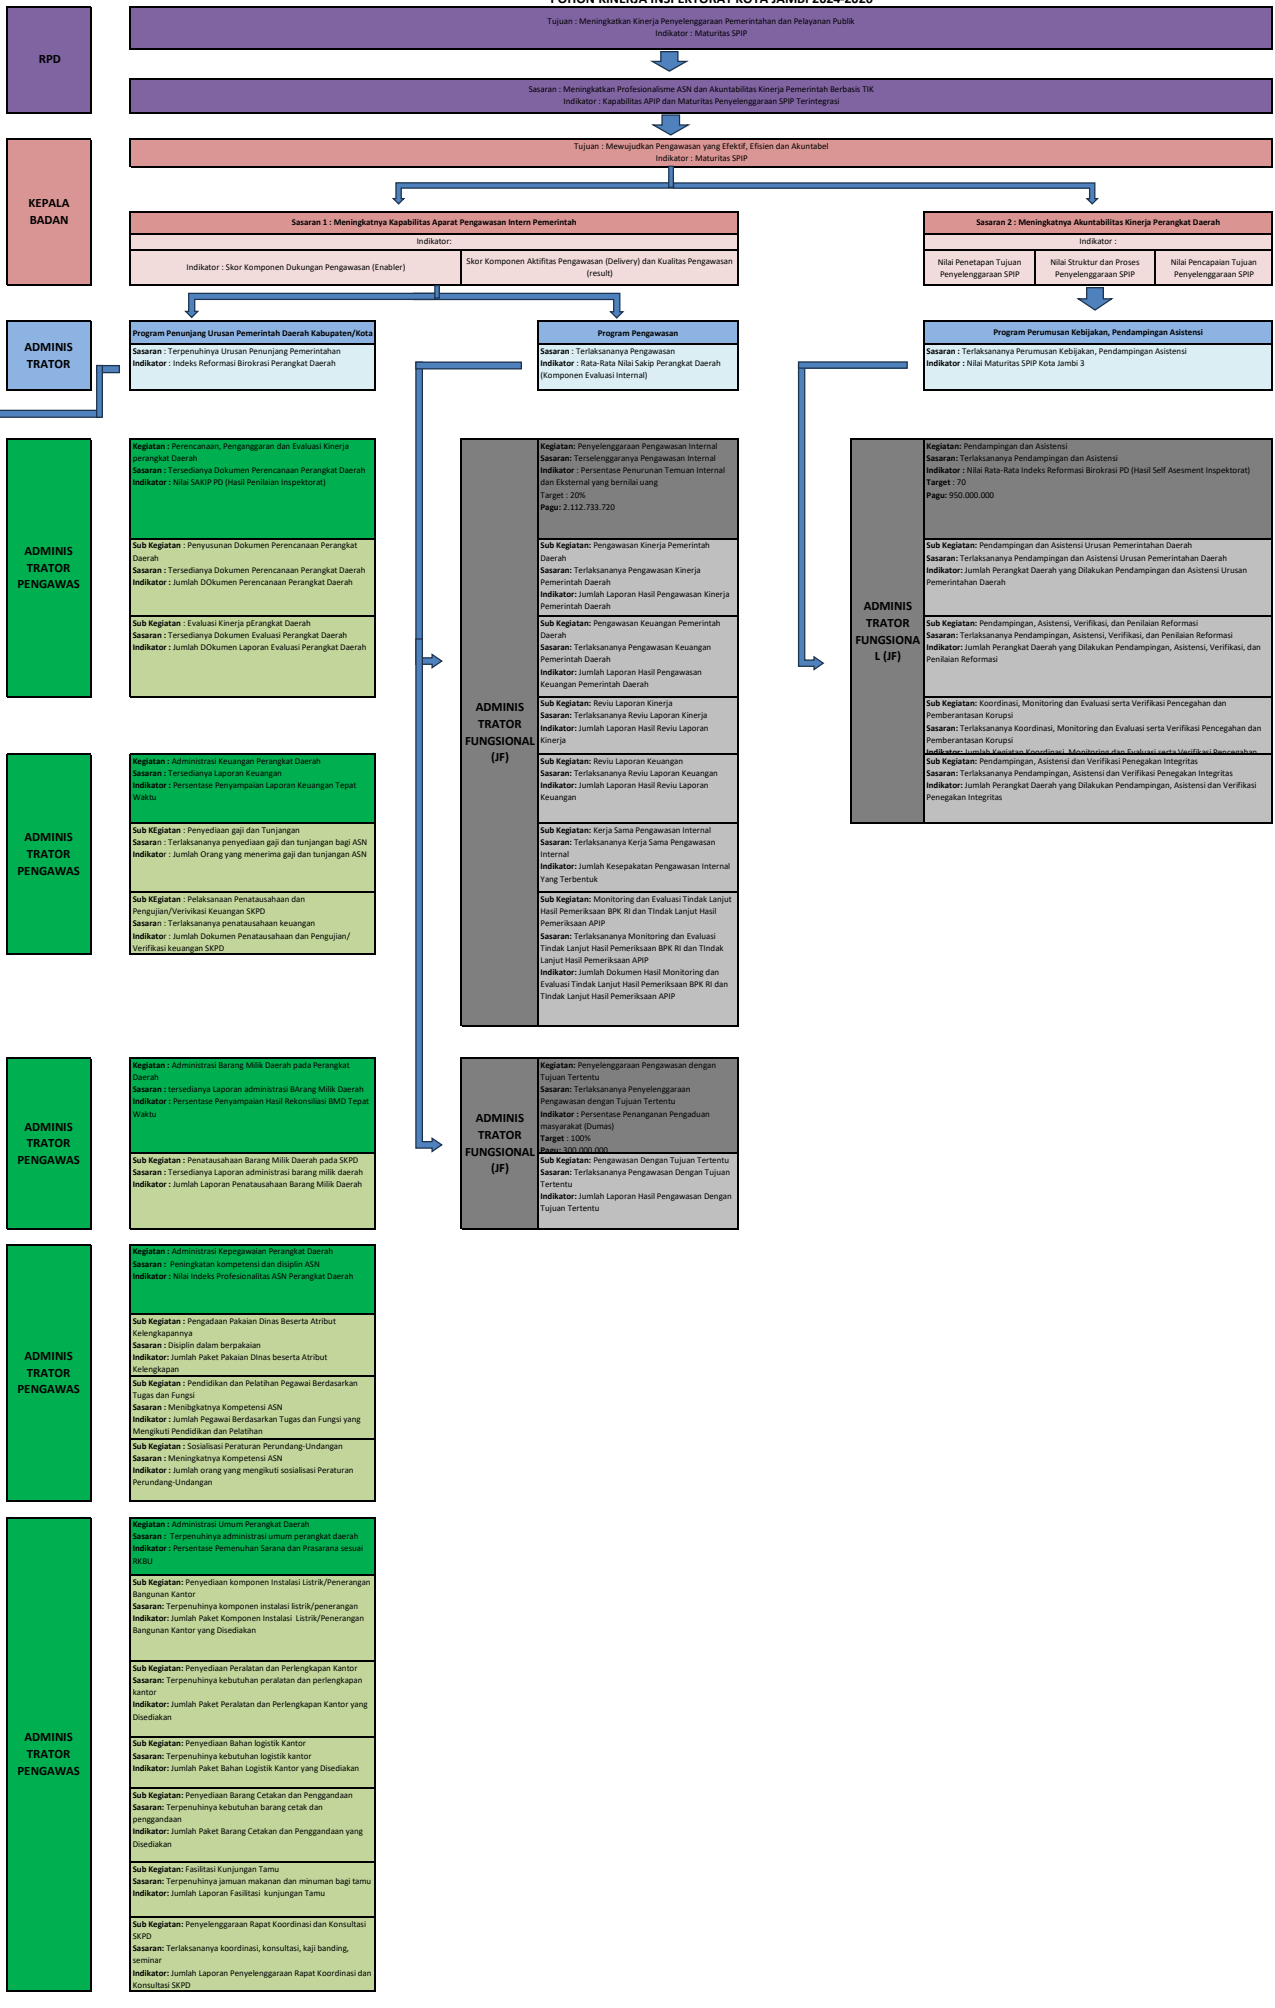 POHON KINERJA INSPEKTORAT KOTA JAMBI 2024-2026
RPD
Tujuan : Meningkatkan Kinerja Penyelenggaraan Pemerintahan dan Pelayanan Publik
Indikator : Maturitas SPIP
Sasaran : Meningkatkan Profesionalisme ASN dan Akuntabilitas Kinerja Pemerintah Berbasis TIK
Indikator : Kapabilitas APIP dan Maturitas Penyelenggaraan SPIP Terintegrasi
KEPALA
BADAN
Tujuan : Mewujudkan Pengawasan yang Efektif, Efisien dan Akuntabel
Indikator : Maturitas SPIP
Sasaran 1 : Meningkatnya Kapabilitas Aparat Pengawasan Intern Pemerintah
Indikator:
Indikator : Skor Komponen Dukungan Pengawasan (Enabler)
Skor Komponen Aktifitas Pengawasan (Delivery) dan Kualitas Pengawasan
(result)
Sasaran 2 : Meningkatnya Akuntabilitas Kinerja Perangkat Daerah
Indikator :
Nilai Penetapan Tujuan
Penyelenggaraan SPIP
Nilai Struktur dan Proses
Penyelenggaraan SPIP
Nilai Pencapaian Tujuan
Penyelenggaraan SPIP
ADMINIS
TRATOR
Program Penunjang Urusan Pemerintah Daerah Kabupaten/Kota
Sasaran : Terpenuhinya Urusan Penunjang Pemerintahan
Indikator : Indeks Reformasi Birokrasi Perangkat Daerah
Program Pengawasan
Sasaran : Terlaksananya Pengawasan
Indikator : Rata-Rata Nilai Sakip Perangkat Daerah
(Komponen Evaluasi Internal)
Program Perumusan Kebijakan, Pendampingan Asistensi
Sasaran : Terlaksananya Perumusan Kebijakan, Pendampingan Asistensi
Indikator : Nilai Maturitas SPIP Kota Jambi 3
ADMINIS
TRATOR
PENGAWAS
Kegiatan : Perencanaan, Penganggaran dan Evaluasi Kinerja
perangkat Daerah
Sasaran : Tersedianya Dokumen Perencanaan Perangkat Daerah
Indikator : Nilai SAKIP PD (Hasil Penilaian Inspektorat)
Sub Kegiatan : Penyusunan Dokumen Perencanaan Perangkat
Daerah
Sasaran : Tersedianya Dokumen Perencanaan Perangkat Daerah
Indikator : Jumlah DOkumen Perencanaan Perangkat Daerah
Sub Kegiatan : Evaluasi Kinerja pErangkat Daerah
Sasaran : Tersedianya Dokumen Evaluasi Perangkat Daerah
Indikator : Jumlah DOkumen Laporan Evaluasi Perangkat Daerah
ADMINIS
TRATOR
FUNGSIONAL
(JF)
Kegiatan: Penyelenggaraan Pengawasan Internal
Sasaran: Terselenggaranya Pengawasan Internal
Indikator : Persentase Penurunan Temuan Internal
dan Eksternal yang bernilai uang
Target : 20%
Pagu: 2.112.733.720
Sub Kegiatan: Pengawasan Kinerja Pemerintah
Daerah
Sasaran: Terlaksananya Pengawasan Kinerja
Pemerintah Daerah
Indikator: Jumlah Laporan Hasil Pengawasan Kinerja
Pemerintah Daerah
Sub Kegiatan: Pengawasan Keuangan Pemerintah
Daerah
Sasaran: Terlaksananya Pengawasan Keuangan
Pemerintah Daerah
Indikator: Jumlah Laporan Hasil Pengawasan
Keuangan Pemerintah Daerah
Sub Kegiatan: Reviu Laporan Kinerja
Sasaran: Terlaksananya Reviu Laporan Kinerja
Indikator: Jumlah Laporan Hasil Reviu Laporan
Kinerja
Sub Kegiatan: Reviu Laporan Keuangan
Sasaran: Terlaksananya Reviu Laporan Keuangan
Indikator: Jumlah Laporan Hasil Reviu Laporan
Keuangan
Sub Kegiatan: Kerja Sama Pengawasan Internal
Sasaran: Terlaksananya Kerja Sama Pengawasan
Internal
Indikator: Jumlah Kesepakatan Pengawasan Internal
Yang Terbentuk
Sub Kegiatan: Monitoring dan Evaluasi Tindak Lanjut
Hasil Pemeriksaan BPK RI dan TIndak Lanjut Hasil
Pemeriksaan APIP
Sasaran: Terlaksananya Monitoring dan Evaluasi
Tindak Lanjut Hasil Pemeriksaan BPK RI dan TIndak
Lanjut Hasil Pemeriksaan APIP
Indikator: Jumlah Dokumen Hasil Monitoring dan
Evaluasi Tindak Lanjut Hasil Pemeriksaan BPK RI dan
TIndak Lanjut Hasil Pemeriksaan APIP
ADMINIS
TRATOR
FUNGSIONA
L (JF)
Kegiatan: Pendampingan dan Asistensi
Sasaran: Terlaksananya Pendampingan dan Asistensi
Indikator : Nilai Rata-Rata Indeks Reformasi Birokrasi PD (Hasil Self Asesment Inspektorat)
Target : 70
Pagu: 950.000.000
Sub Kegiatan: Pendampingan dan Asistensi Urusan Pemerintahan Daerah
Sasaran: Terlaksananya Pendampingan dan Asistensi Urusan Pemerintahan Daerah
Indikator: Jumlah Perangkat Daerah yang Dilakukan Pendampingan dan Asistensi Urusan
Pemerintahan Daerah
Sub Kegiatan: Pendampingan, Asistensi, Verifikasi, dan Penilaian Reformasi
Sasaran: Terlaksananya Pendampingan, Asistensi, Verifikasi, dan Penilaian Reformasi
Indikator: Jumlah Perangkat Daerah yang Dilakukan Pendampingan, Asistensi, Verifikasi, dan
Penilaian Reformasi
Sub Kegiatan: Koordinasi, Monitoring dan Evaluasi serta Verifikasi Pencegahan dan
Pemberantasan Korupsi
Sasaran: Terlaksananya Koordinasi, Monitoring dan Evaluasi serta Verifikasi Pencegahan dan
Pemberantasan Korupsi
Indikator: Jumlah Kegiatan Koordinasi, Monitoring dan Evaluasi serta Verifikasi Pencegahan
Sub Kegiatan: Pendampingan, Asistensi dan Verifikasi Penegakan Integritas
Sasaran: Terlaksananya Pendampingan, Asistensi dan Verifikasi Penegakan Integritas
Indikator: Jumlah Perangkat Daerah yang Dilakukan Pendampingan, Asistensi dan Verifikasi
Penegakan Integritas
ADMINIS
TRATOR
PENGAWAS
Kegiatan : Administrasi Keuangan Perangkat Daerah
Sasaran : Tersedianya Laporan Keuangan
Indikator : Persentase Penyampaian Laporan Keuangan Tepat
Waktu
Sub KEgiatan : Penyediaan gaji dan Tunjangan
Sasaran : Terlaksananya penyediaan gaji dan tunjangan bagi ASN
Indikator : Jumlah Orang yang menerima gaji dan tunjangan ASN
Sub KEgiatan : Pelaksanaan Penatausahaan dan
Pengujian/Verivikasi Keuangan SKPD
Sasaran : Terlaksananya penatausahaan keuangan
Indikator : Jumlah Dokumen Penatausahaan dan Pengujian/
Verifikasi keuangan SKPD
ADMINIS
TRATOR
PENGAWAS
Kegiatan : Administrasi Barang Milik Daerah pada Perangkat
Daerah
Sasaran : tersedianya Laporan administrasi BArang Milik Daerah
Indikator : Persentase Penyampaian Hasil Rekonsiliasi BMD Tepat
Waktu
Sub Kegiatan : Penatausahaan Barang Milik Daerah pada SKPD
Sasaran : Tersedianya Laporan administrasi barang milik daerah
Indikator : Jumlah Laporan Penatausahaan Barang Milik Daerah
ADMINIS
TRATOR
FUNGSIONAL
(JF)
Kegiatan: Penyelenggaraan Pengawasan dengan
Tujuan Tertentu
Sasaran: Terlaksananya Penyelenggaraan
Pengawasan dengan Tujuan Tertentu
Indikator : Persentase Penanganan Pengaduan
masyarakat (Dumas)
Target : 100%
Pagu: 300.000.000
Sub Kegiatan: Pengawasan Dengan Tujuan Tertentu
Sasaran: Terlaksananya Pengawasan Dengan Tujuan
Tertentu
Indikator: Jumlah Laporan Hasil Pengawasan Dengan
Tujuan Tertentu
ADMINIS
TRATOR
PENGAWAS
Kegiatan : Administrasi Kepegawaian Perangkat Daerah
Sasaran : Peningkatan kompetensi dan disiplin ASN
Indikator : Nilai Indeks Profesionalitas ASN Perangkat Daerah
Sub Kegiatan : Pengadaan Pakaian Dinas Beserta Atribut
Kelengkapannya
Sasaran : Disiplin dalam berpakaian
Indikator: Jumlah Paket Pakaian DInas beserta Atribut
Kelengkapan
Sub Kegiatan : Pendidikan dan Pelatihan Pegawai Berdasarkan
Tugas dan Fungsi
Sasaran : Menibgkatnya Kompetensi ASN
Indikator : Jumlah Pegawai Berdasarkan Tugas dan Fungsi yang
Mengikuti Pendidikan dan Pelatihan
Sub Kegiatan : Sosialisasi Peraturan Perundang-Undangan
Sasaran : Meningkatnya Kompetensi ASN
Indikator : Jumlah orang yang mengikuti sosialisasi Peraturan
Perundang-Undangan
ADMINIS
TRATOR
PENGAWAS
Kegiatan : Administrasi Umum Perangkat Daerah
Sasaran : Terpenuhinya administrasi umum perangkat daerah
Indikator : Persentase Pemenuhan Sarana dan Prasarana sesuai
RKBU
Sub Kegiatan: Penyediaan komponen Instalasi Listrik/Penerangan
Bangunan Kantor
Sasaran: Terpenuhinya komponen instalasi listrik/penerangan
Indikator: Jumlah Paket Komponen Instalasi Listrik/Penerangan
Bangunan Kantor yang Disediakan
Sub Kegiatan: Penyediaan Peralatan dan Perlengkapan Kantor
Sasaran: Terpenuhinya kebutuhan peralatan dan perlengkapan
kantor
Indikator: Jumlah Paket Peralatan dan Perlengkapan Kantor yang
Disediakan
Sub Kegiatan: Penyediaan Bahan logistik Kantor
Sasaran: Terpenuhinya kebutuhan logistik kantor
Indikator: Jumlah Paket Bahan Logistik Kantor yang Disediakan
Sub Kegiatan: Penyediaan Barang Cetakan dan Penggandaan
Sasaran: Terpenuhinya kebutuhan barang cetak dan
penggandaan
Indikator: Jumlah Paket Barang Cetakan dan Penggandaan yang
Disediakan
Sub Kegiatan: Fasilitasi Kunjungan Tamu
Sasaran: Terpenuhinya jamuan makanan dan minuman bagi tamu
Indikator: Jumlah Laporan Fasilitasi kunjungan Tamu
Sub Kegiatan: Penyelenggaraan Rapat Koordinasi dan Konsultasi
SKPD
Sasaran: Terlaksananya koordinasi, konsultasi, kaji banding,
seminar
Indikator: Jumlah Laporan Penyelenggaraan Rapat Koordinasi dan
Konsultasi SKPD